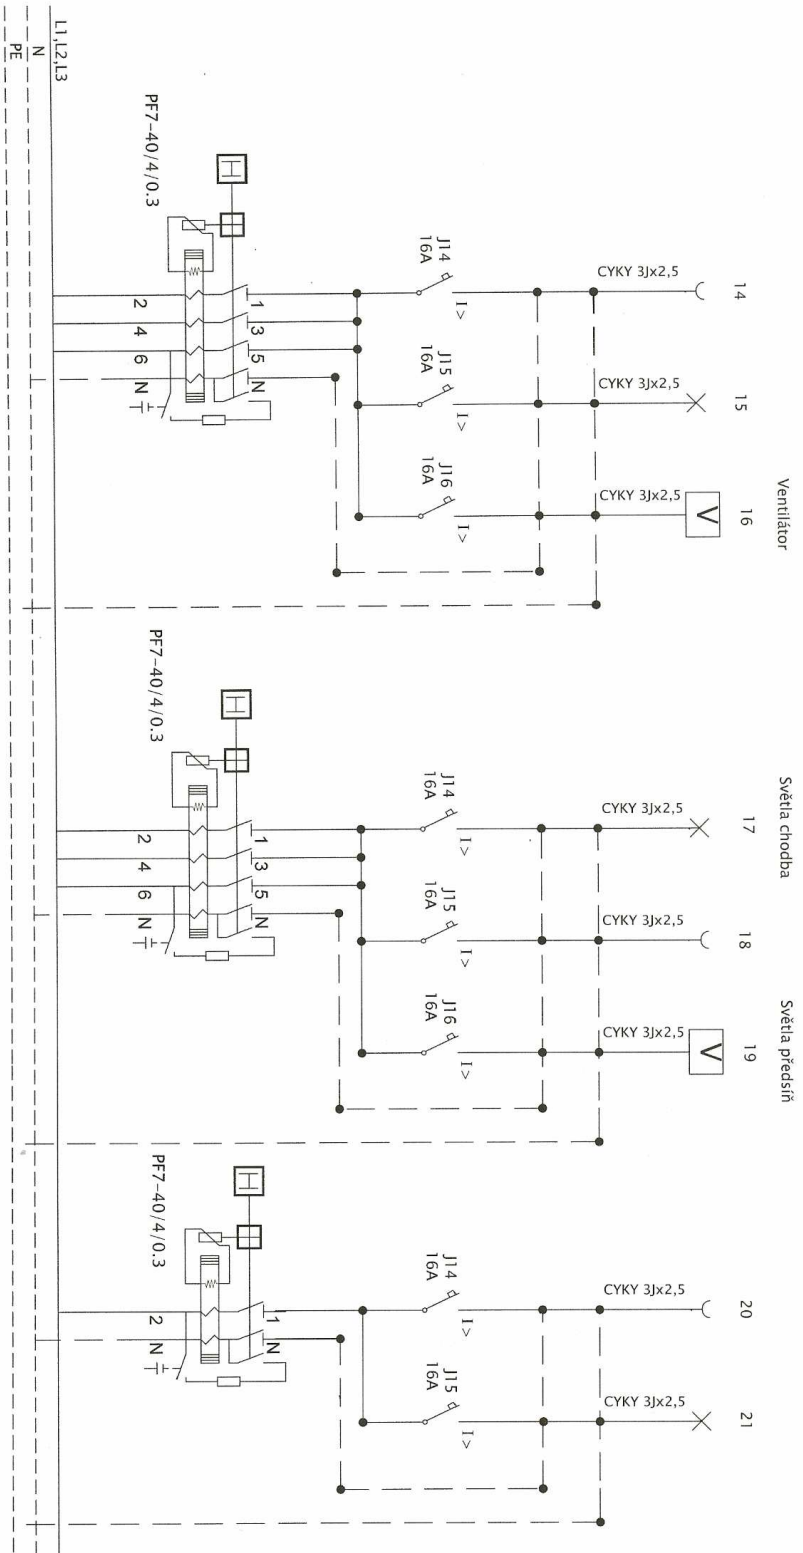 L1,L2,L3
N
PE
PF7-40/4/0.3
H
2
4
6
N
1
3
5
N
J14
16A
I>
J15
16A
I>
J16
16A
I>
CYKY 3Jx2,5
CYKY 3Jx2,5
CYKY 3Jx2,5
V
14
15
16
Ventilátor
PF7-40/4/0.3
H
2
4
6
N
1
3
5
N
J14
16A
I>
J15
16A
I>
J16
16A
I>
CYKY 3Jx2,5
CYKY 3Jx2,5
CYKY 3Jx2,5
V
17
18
19
Světla chodba
Světla předsíň
PF7-40/4/0.3
H
2
N
1
N
J14
16A
I>
J15
16A
I>
CYKY 3Jx2,5
CYKY 3Jx2,5
20
21